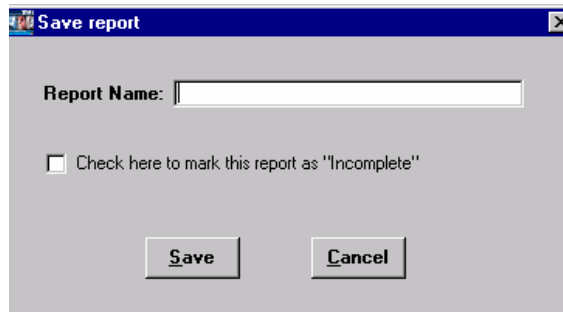 Save report
Report Name:
Check here to mark this report as "Incomplete"
Save Cancel